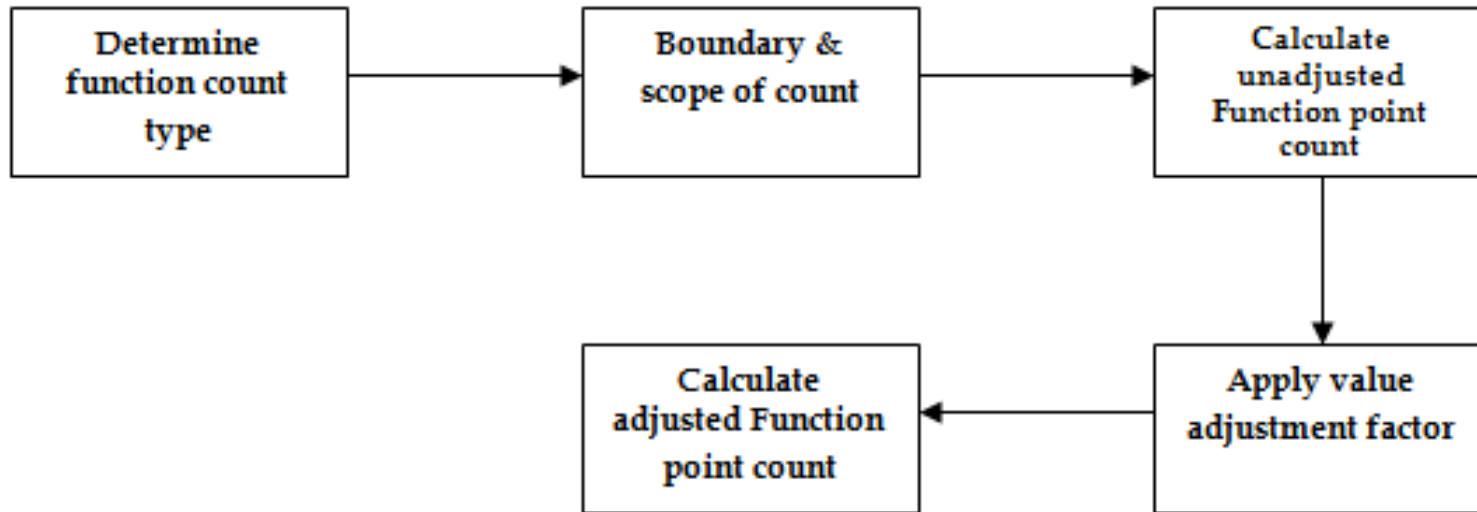 Determine
function count
type
Boundary &
scope of count
Calculate
unadjusted
Function point
count
Apply value
adjustment factor
Calculate
adjusted Function
point count